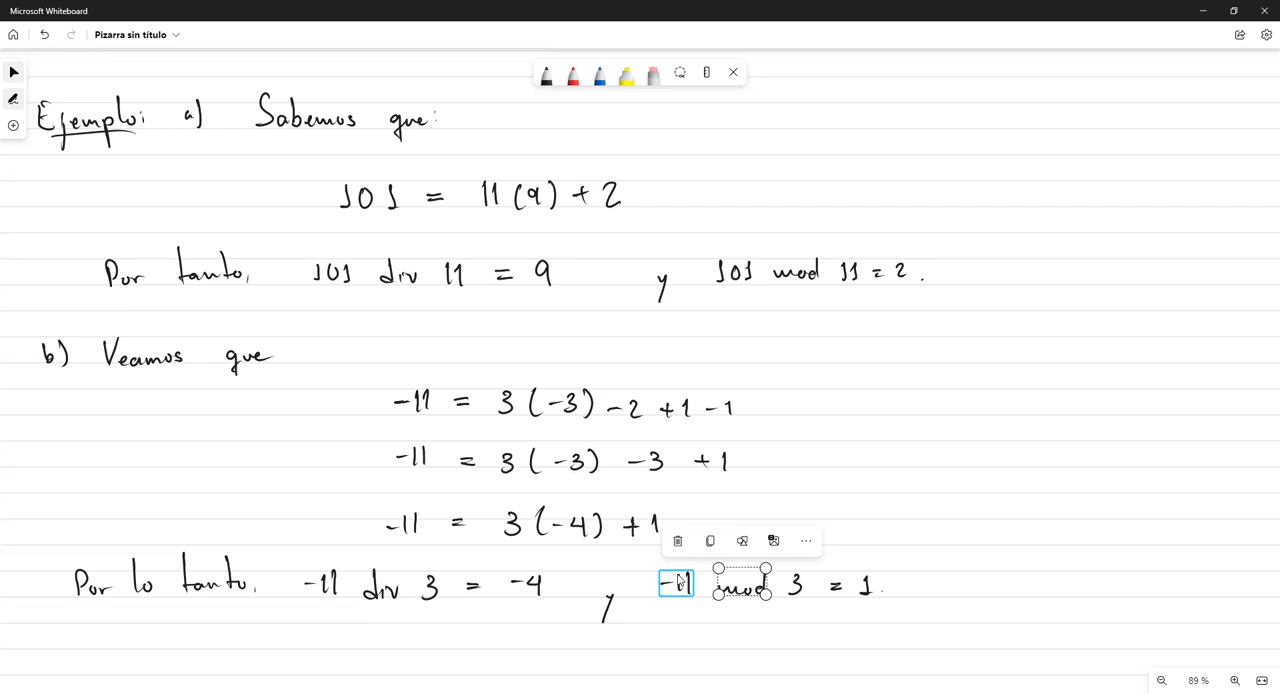 Microsoft Whiteboard
Pizarra sin título
Ejemplo: a) Sabemos que:
101 = 11(9) + 2
Por tanto, 101 div 11 = 9 y 101 mod 11 = 2.
b) Veamos que
-11 = 3(-3) - 2 + 1 - 1
-11 = 3(-3) - 3 + 1
-11 = 3(-4) + 1
Por lo tanto, -11 div 3 = -4 y -11 mod 3 = 1.
89 %